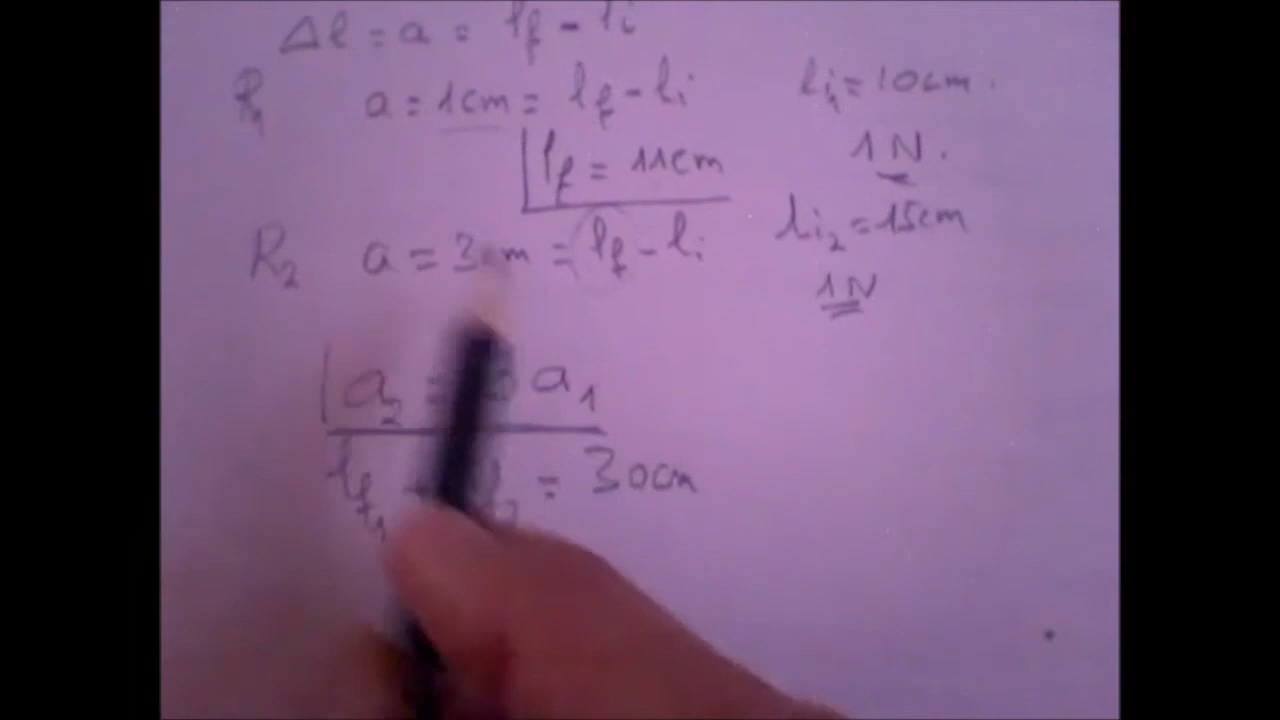 Δl = a = lf - li
R1 a = 1cm = lf - li li1 = 10cm.
lf = 11cm 1N.
R2 a = 3cm = lf - li li2 = 15cm
1N
a2 = a1
lf1 = 30cm